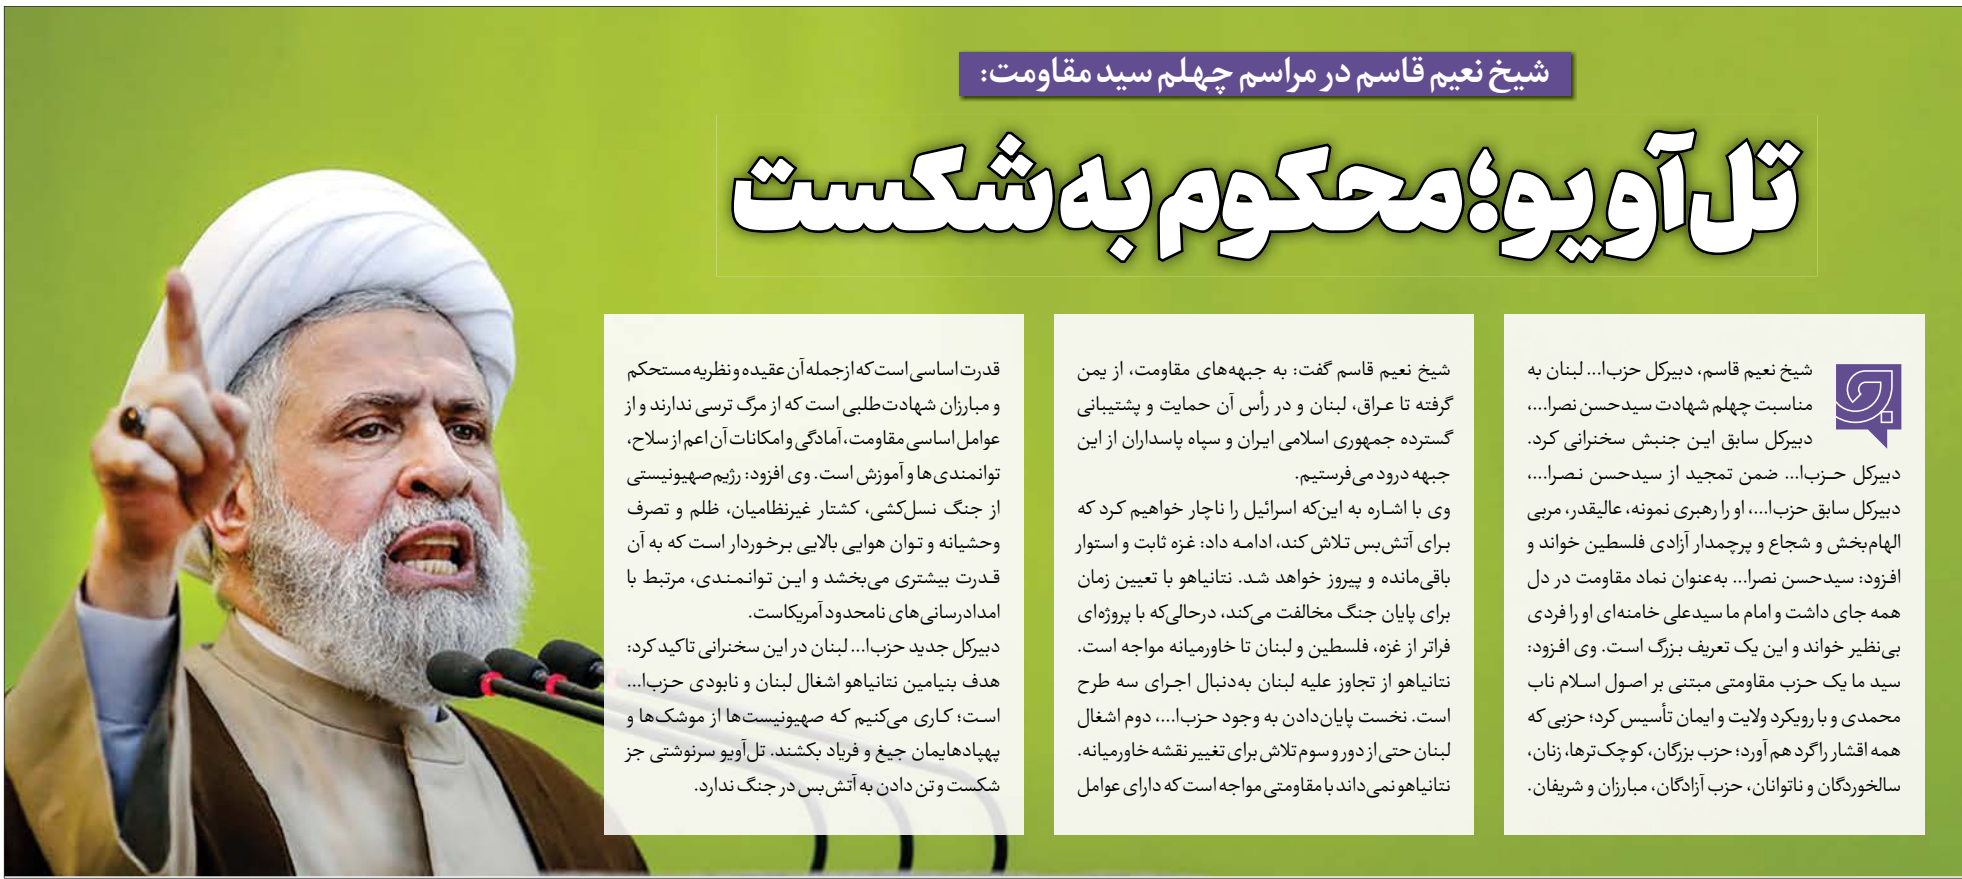 شیخ نعیم قاسم در مراسم چهلم سید مقاومت:
تل‌آویو؛ محکوم به شکست
شیخ نعیم قاسم، دبیرکل حزب‌ا... لبنان به
مناسبت چهلم شهادت سیدحسن نصرا...،
دبیرکل سابق این جنبش سخنرانی کرد.
دبیرکل حزب‌ا... ضمن تمجید از سیدحسن نصرا...،
دبیرکل سابق حزب‌ا...، او را رهبری نمونه، عالیقدر، مربی
الهام‌بخش و شجاع و پرچمدار آزادی فلسطین خواند و
افزود: سیدحسن نصرا... به‌عنوان نماد مقاومت در دل
همه جای داشت و امام ما سیدعلی خامنه‌ای او را فردی
بی‌نظیر خواند و این یک تعریف بزرگ است. وی افزود:
سید ما یک حزب مقاومتی مبتنی بر اصول اسلام ناب
محمدی و با رویکرد ولایت و ایمان تأسیس کرد؛ حزبی که
همه اقشار را گرد هم آورد؛ حزب بزرگان، کوچک‌ترها، زنان،
سالخوردگان و ناتوانان، حزب آزادگان، مبارزان و شریفان.
شیخ نعیم قاسم گفت: به جبهه‌های مقاومت، از یمن
گرفته تا عراق، لبنان و در رأس آن حمایت و پشتیبانی
گسترده جمهوری اسلامی ایران و سپاه پاسداران از این
جبهه درود می‌فرستیم.
وی با اشاره به این‌که اسرائیل را ناچار خواهیم کرد که
برای آتش‌بس تلاش کند، ادامه داد: غزه ثابت و استوار
باقی‌مانده و پیروز خواهد شد. نتانیاهو با تعیین زمان
برای پایان جنگ مخالفت می‌کند، درحالی‌که با پروژه‌ای
فراتر از غزه، فلسطین و لبنان تا خاورمیانه مواجه است.
نتانیاهو از تجاوز علیه لبنان به‌دنبال اجرای سه طرح
است. نخست پایان‌دادن به وجود حزب‌ا...، دوم اشغال
لبنان حتی از دور و سوم تلاش برای تغییر نقشه خاورمیانه.
نتانیاهو نمی‌داند با مقاومتی مواجه است که دارای عوامل
قدرت اساسی است که ازجمله آن عقیده و نظریه مستحکم
و مبارزان شهادت‌طلبی است که از مرگ ترسی ندارند و از
عوامل اساسی مقاومت، آمادگی و امکانات آن اعم از سلاح،
توانمندی‌ها و آموزش است. وی افزود: رژیم صهیونیستی
از جنگ نسل‌کشی، کشتار غیرنظامیان، ظلم و تصرف
وحشیانه و توان هوایی بالایی برخوردار است که به آن
قدرت بیشتری می‌بخشد و این توانمندی، مرتبط با
امدادرسانی‌های نامحدود آمریکاست.
دبیرکل جدید حزب‌ا... لبنان در این سخنرانی تاکید کرد:
هدف بنیامین نتانیاهو اشغال لبنان و نابودی حزب‌ا...
است؛ کاری می‌کنیم که صهیونیست‌ها از موشک‌ها و
پهپادهایمان جیغ و فریاد بکشند. تل‌آویو سرنوشتی جز
شکست و تن دادن به آتش‌بس در جنگ ندارد.